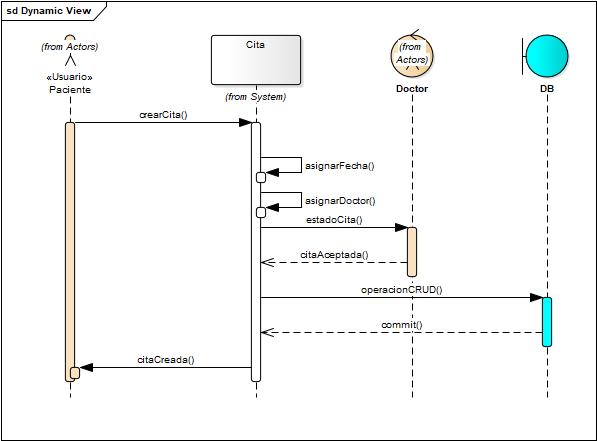 sd Dynamic View
(from Actors)
«Usuario»
Paciente
Cita
(from System)
(from
Actors)
Doctor
DB
crearCita()
asignarFecha()
asignarDoctor()
estadoCita()
citaAceptada()
operacionCRUD()
commit()
citaCreada()